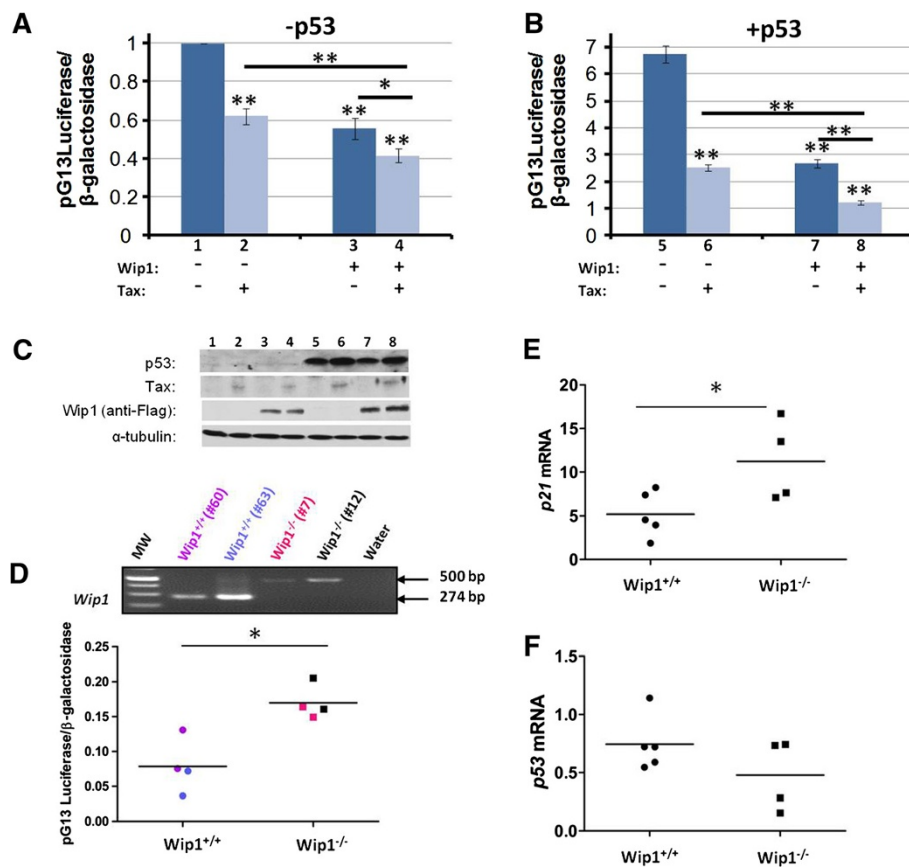 A
-p53
pG13Luciferase/
β-galactosidase
1
0.8
0.6
0.4
0.2
0
**
**
*
**
**
1 2 3 4
Wip1: - - + +
Tax: - + - +
B
+p53
pG13Luciferase/
β-galactosidase
7
6
5
4
3
2
1
0
**
**
**
**
**
5 6 7 8
Wip1: - - + +
Tax: - + - +
C
1 2 3 4 5 6 7 8
p53:
Tax:
Wip1 (anti-Flag):
α-tubulin:
D
MW
Wip1+/+ (#60)
Wip1+/+ (#63)
Wip1-/- (#7)
Wip1-/- (#12)
Water
Wip1
500 bp
274 bp
pG13 Luciferase/β-galactosidase
0.25
0.20
0.15
0.10
0.05
0.00
*
Wip1+/+ Wip1-/-
E
p21 mRNA
20
15
10
5
0
*
Wip1+/+ Wip1-/-
F
p53 mRNA
1.5
1.0
0.5
0.0
Wip1+/+ Wip1-/-